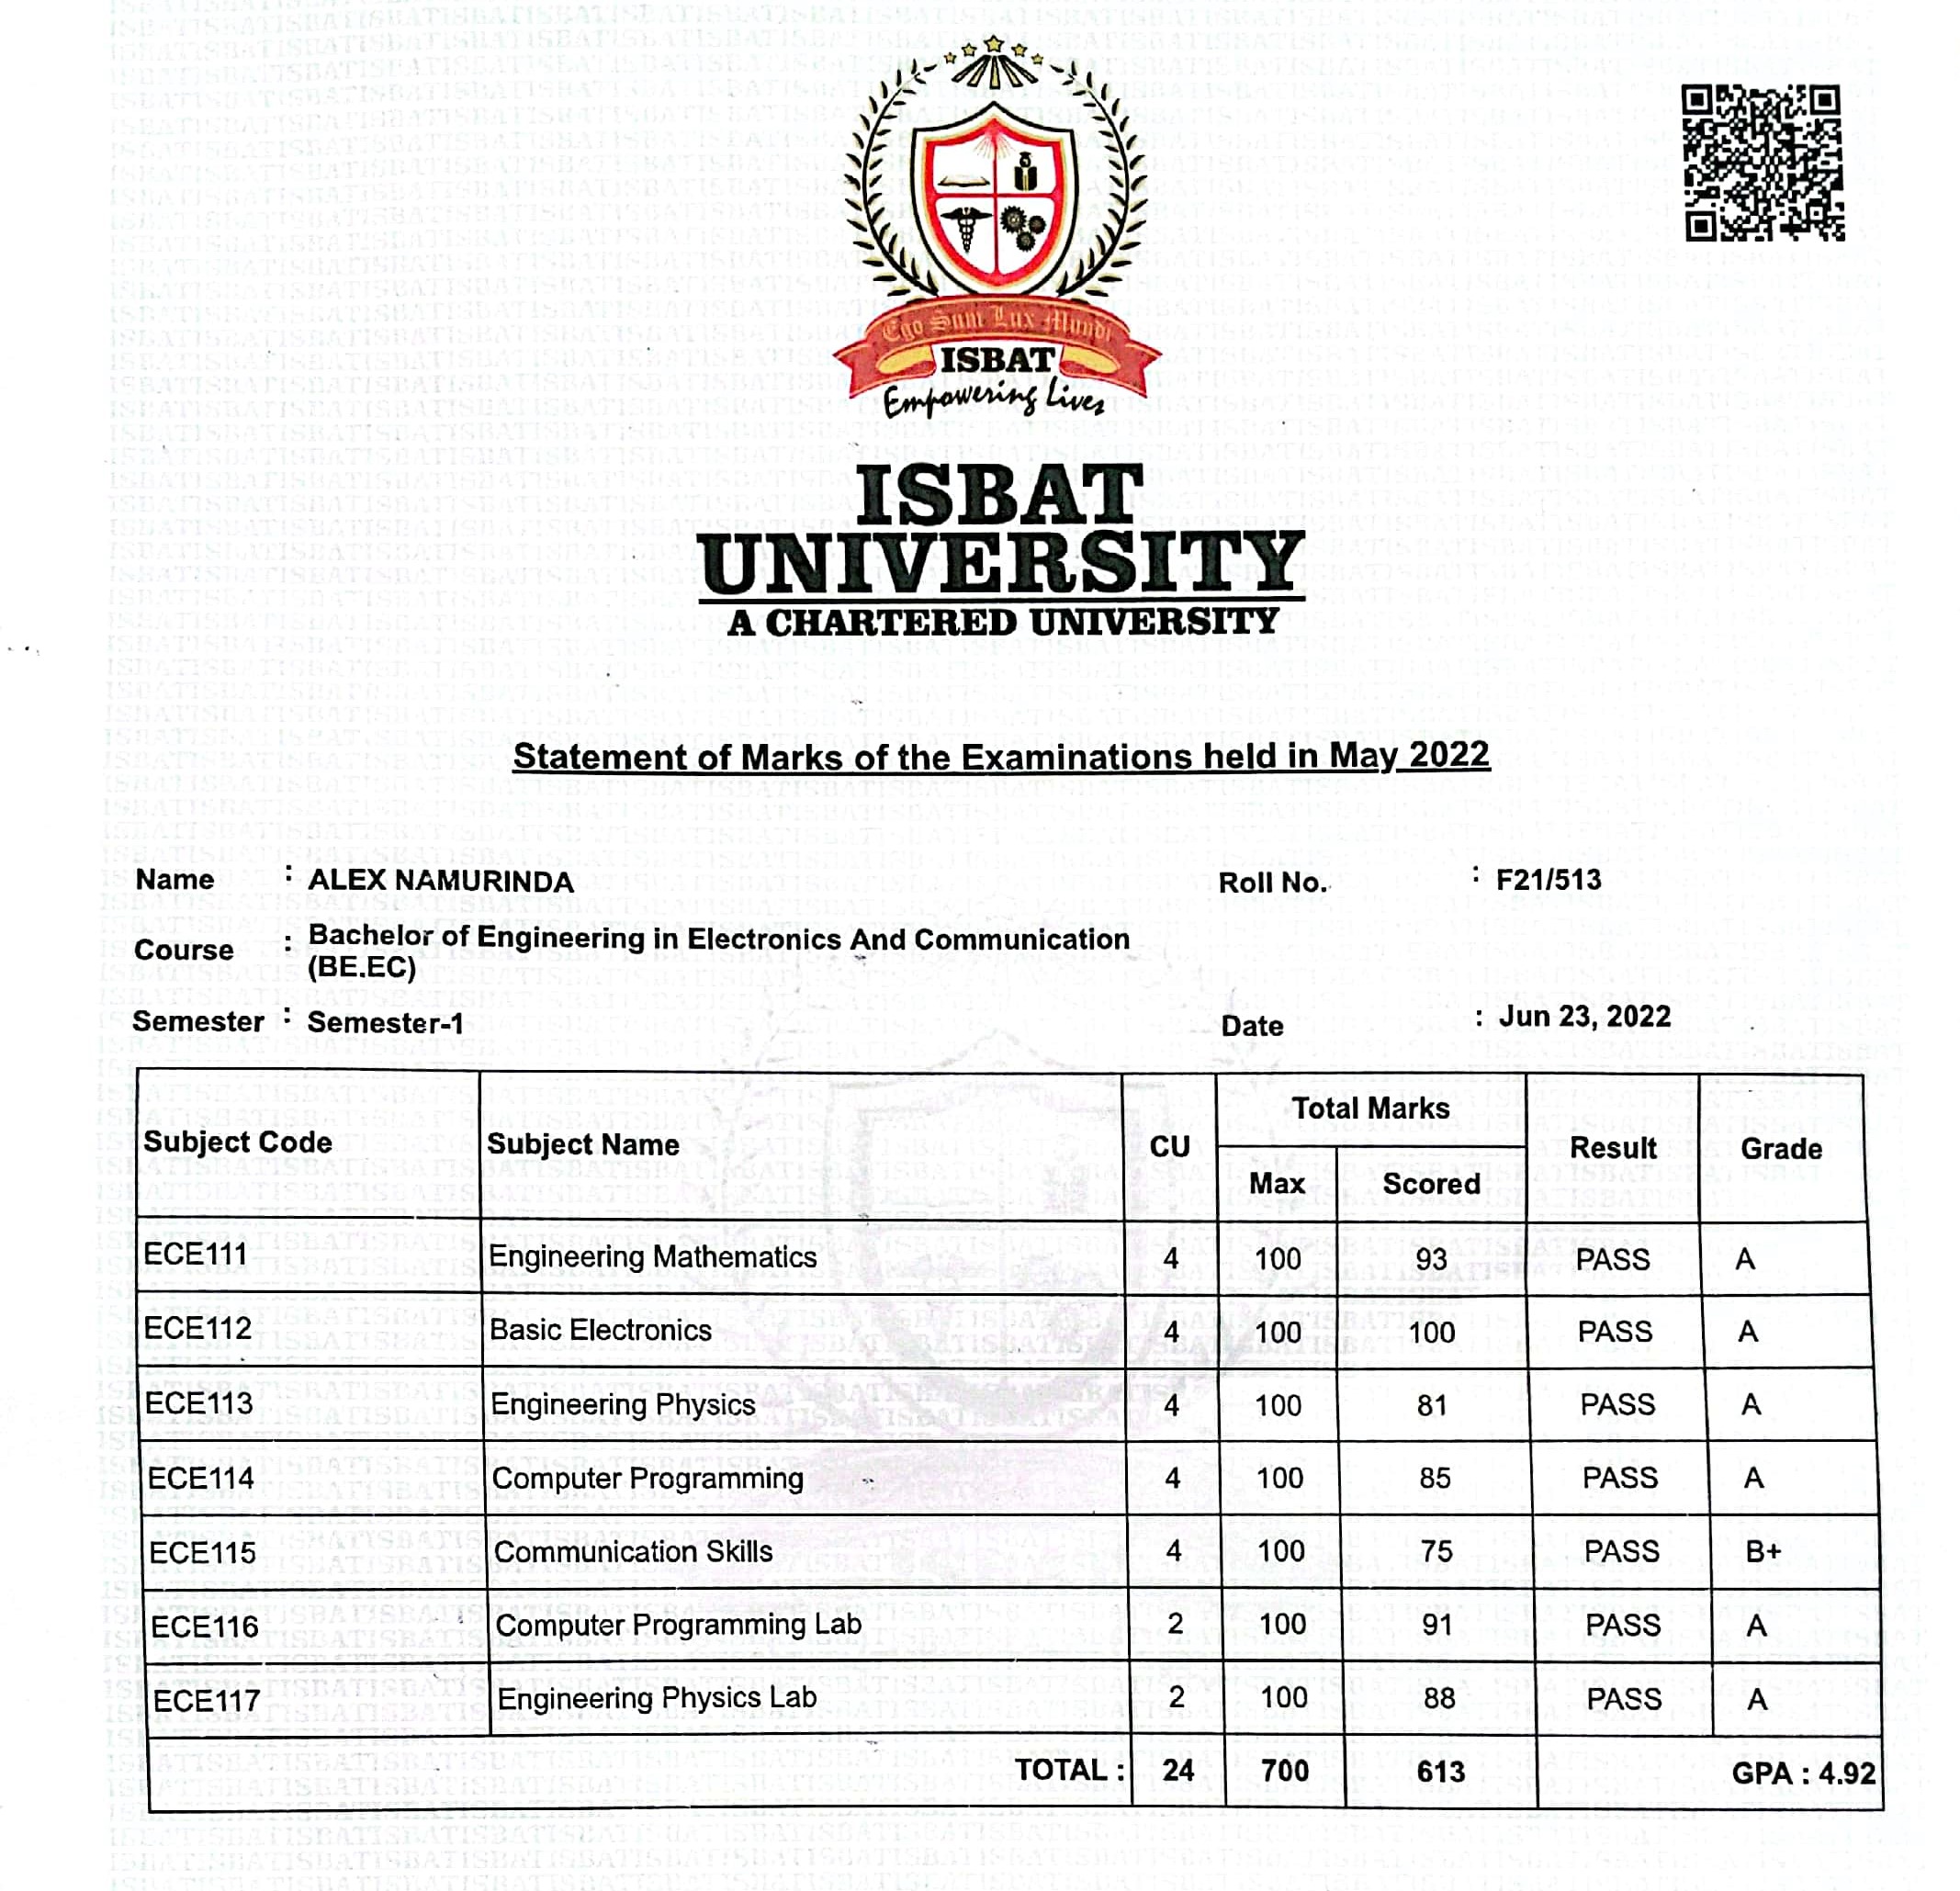 Ego Sum Lux Mundi
ISBAT
Empowering Lives
ISBAT
UNIVERSITY
A CHARTERED UNIVERSITY
Statement of Marks of the Examinations held in May 2022
Name : ALEX NAMURINDA Roll No. : F21/513
Course : Bachelor of Engineering in Electronics And Communication
(BE.EC)
Semester : Semester-1 Date : Jun 23, 2022
Subject Code Subject Name CU Total Marks Result Grade
Max Scored
ECE111 Engineering Mathematics 4 100 93 PASS A
ECE112 Basic Electronics 4 100 100 PASS A
ECE113 Engineering Physics 4 100 81 PASS A
ECE114 Computer Programming 4 100 85 PASS A
ECE115 Communication Skills 4 100 75 PASS B+
ECE116 Computer Programming Lab 2 100 91 PASS A
ECE117 Engineering Physics Lab 2 100 88 PASS A
TOTAL : 24 700 613 GPA : 4.92